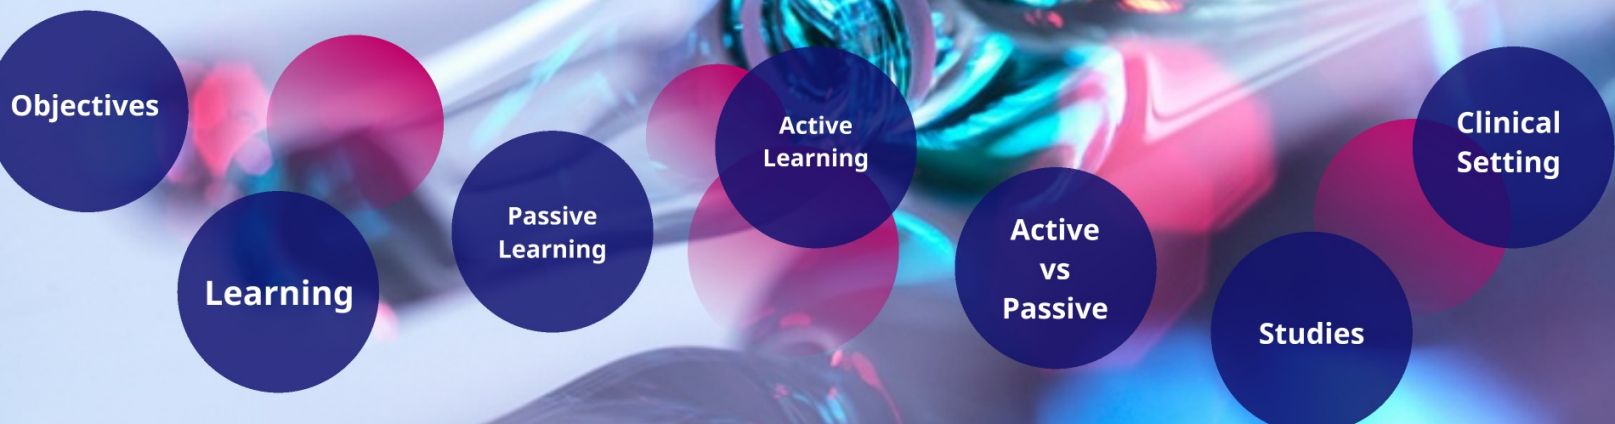 Objectives
Learning
Passive
Learning
Active
Learning
Active
vs
Passive
Studies
Clinical
Setting